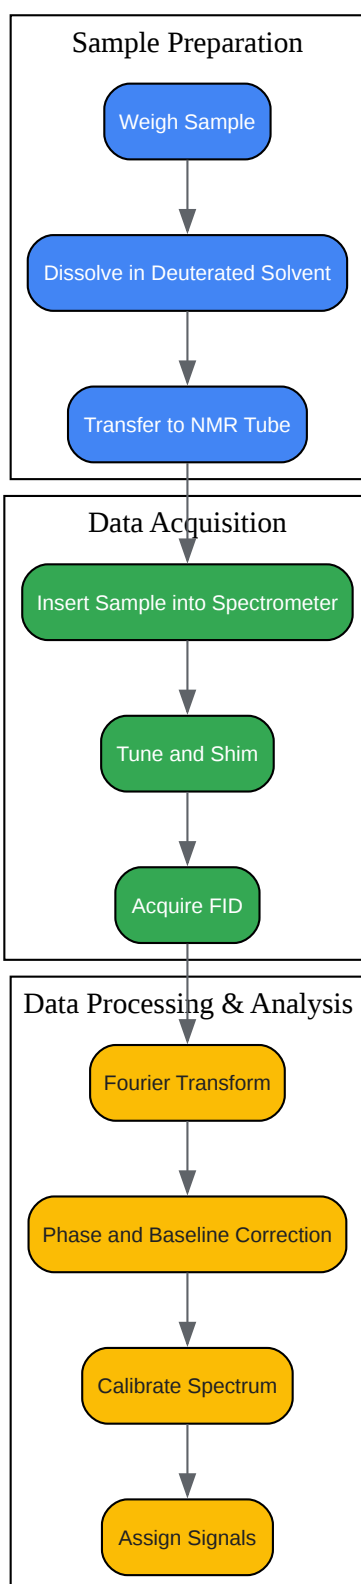 Sample Preparation
Weigh Sample
Dissolve in Deuterated Solvent
Transfer to NMR Tube
Data Acquisition
Insert Sample into Spectrometer
Tune and Shim
Acquire FID
Data Processing & Analysis
Fourier Transform
Phase and Baseline Correction
Calibrate Spectrum
Assign Signals